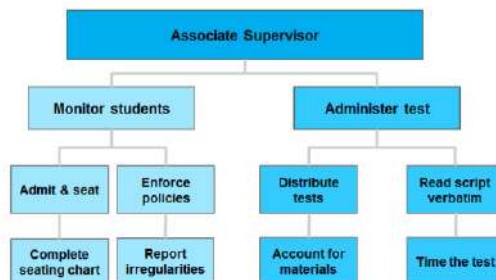 Associate Supervisor
Monitor students
Administer test
Admit & seat
Enforce
policies
Distribute
tests
Read script
verbatim
Complete
seating chart
Report
irregularities
Account for
materials
Time the test